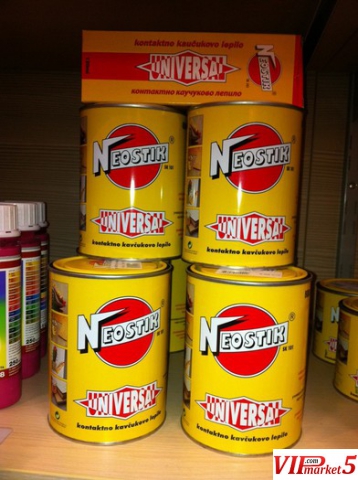 UNIVERSAL
kontaktno kaučukovo lepilo
контактно каучуково лепило
NEOSTIK
NEOSTIK
UNIVERSAL
kontaktno kavčukovo lepilo
NEOSTIK
UNIVERSAL
kontaktno kavčukovo lepilo
NEOSTIK
UNIVERSAL
kontaktno kavčukovo lepilo
NEOSTIK
UNIVERSAL
kontaktno kavčukovo lepilo
VIPmarket5
.com